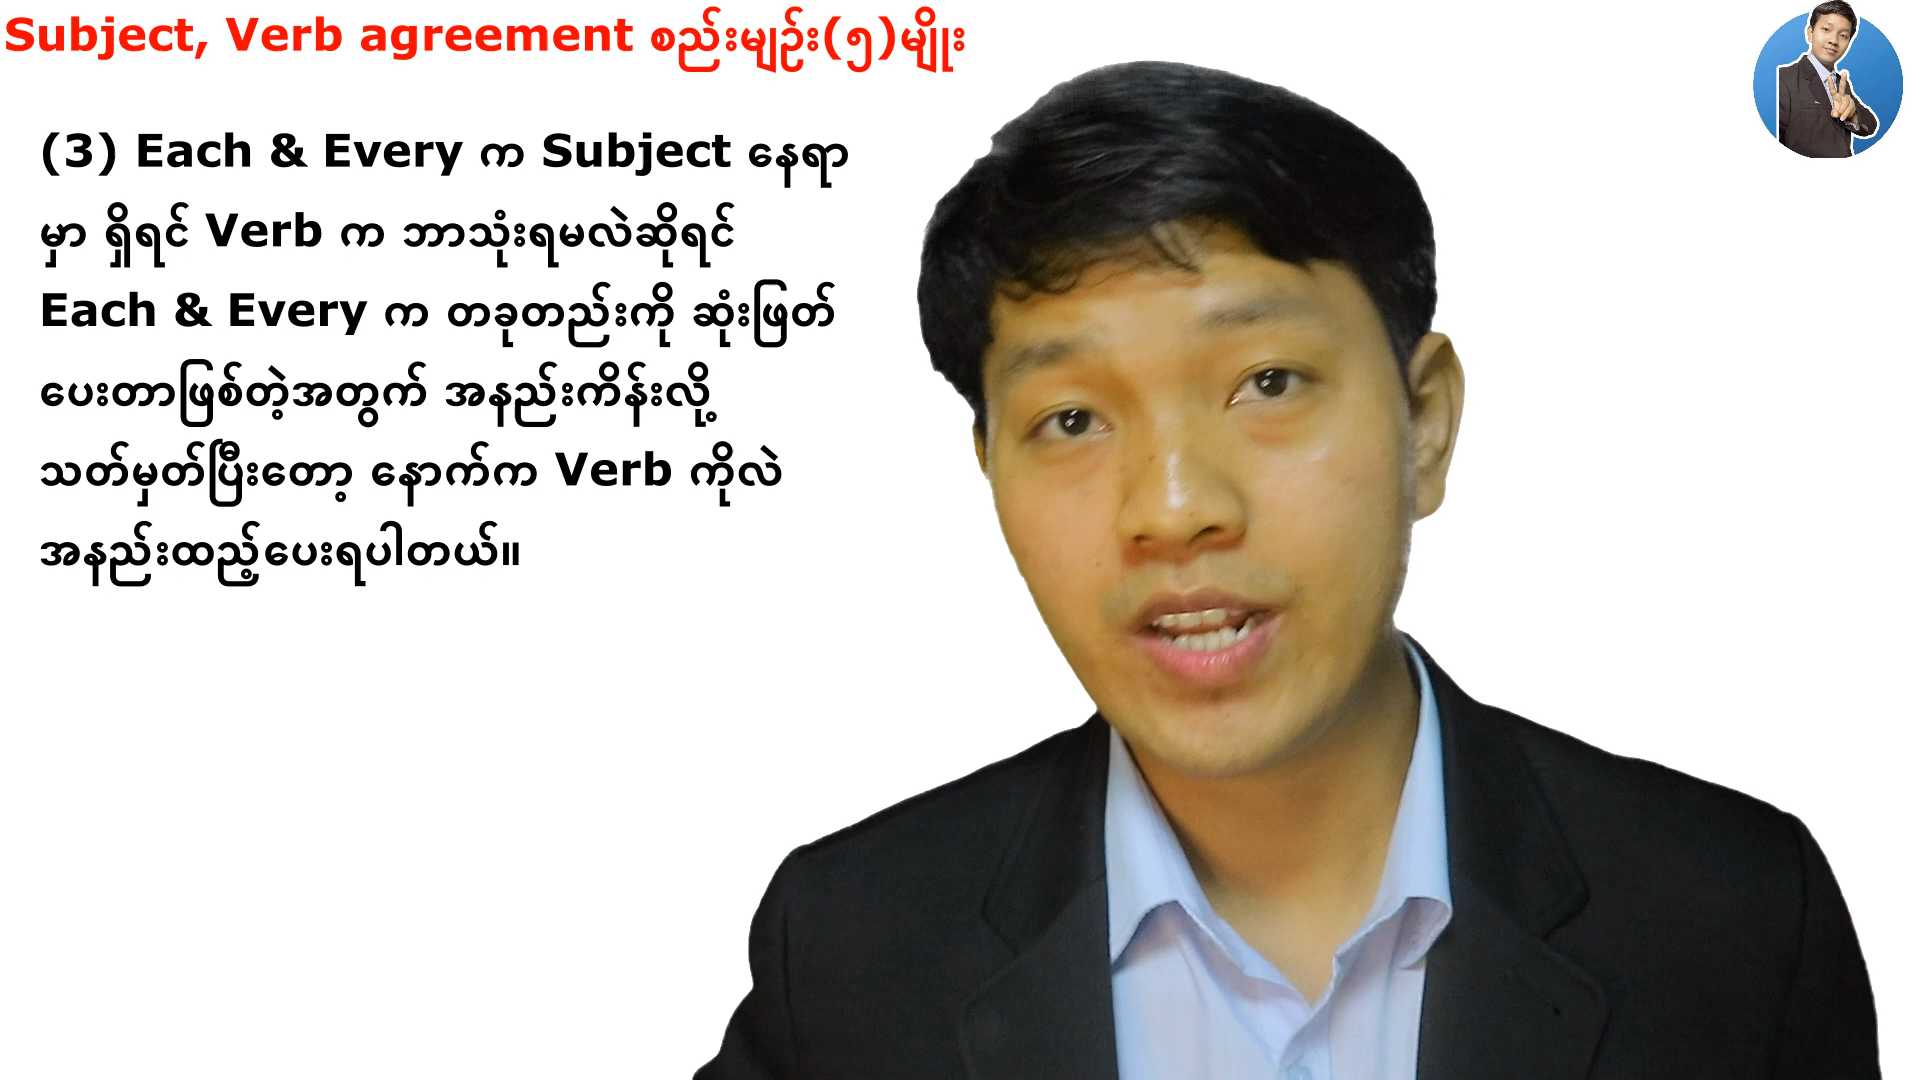 Subject, Verb agreement စည်းမျဉ်း(၅)မျိုး
(3) Each & Every က Subject နေရာ
မှာ ရှိရင် Verb က ဘာသုံးရမလဲဆိုရင်
Each & Every က တခုတည်းကို ဆုံးဖြတ်
ပေးတာဖြစ်တဲ့အတွက် အနည်းကိန်းလို့
သတ်မှတ်ပြီးတော့ နောက်က Verb ကိုလဲ
အနည်းထည့်ပေးရပါတယ်။